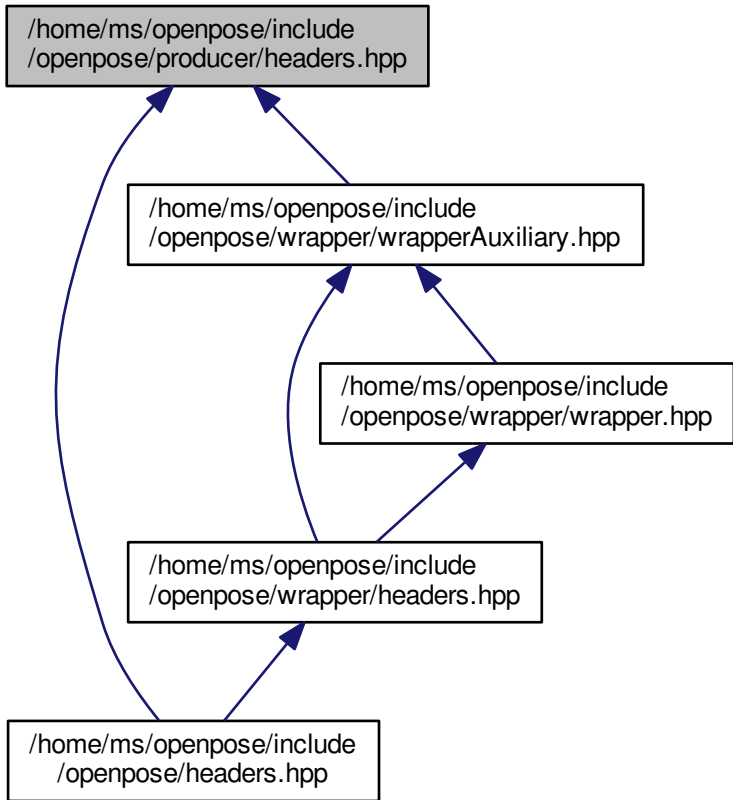 /home/ms/openpose/include
/openpose/producer/headers.hpp
/home/ms/openpose/include
/openpose/wrapper/wrapperAuxiliary.hpp
/home/ms/openpose/include
/openpose/wrapper/wrapper.hpp
/home/ms/openpose/include
/openpose/wrapper/headers.hpp
/home/ms/openpose/include
/openpose/headers.hpp